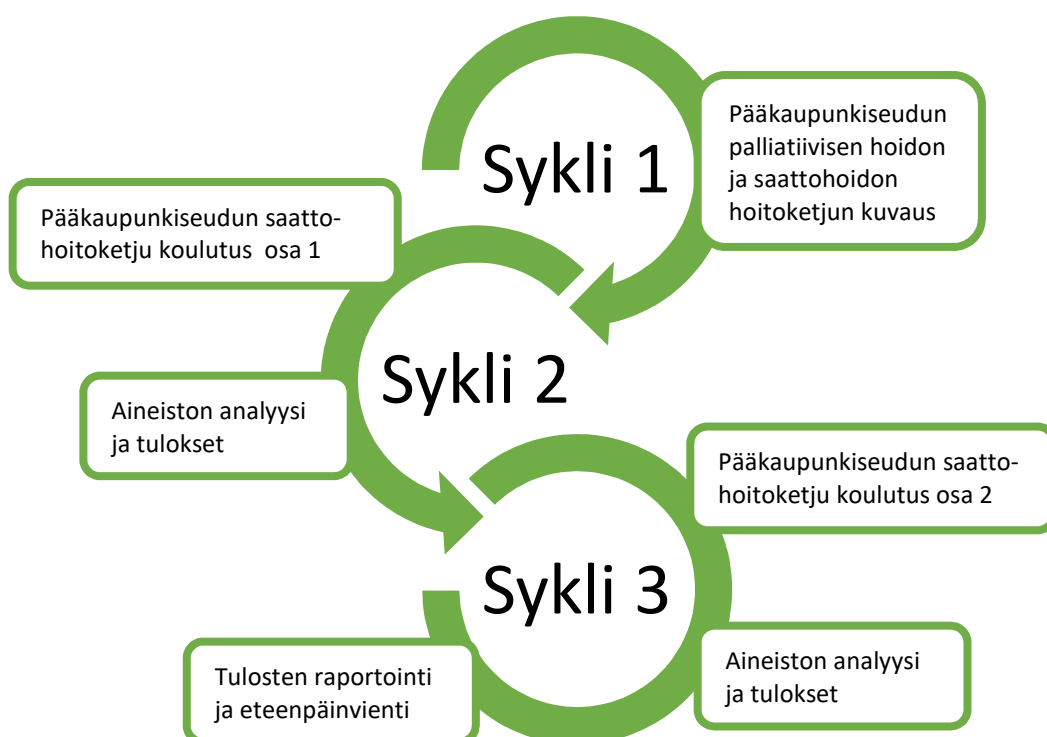 Sykli 1
Pääkaupunkiseudun
palliatiivisen hoidon
ja saattohoidon
hoitoketjun kuvaus
Pääkaupunkiseudun saatto-
hoitoketju koulutus osa 1
Sykli 2
Aineiston analyysi
ja tulokset
Pääkaupunkiseudun saatto-
hoitoketju koulutus osa 2
Sykli 3
Aineiston analyysi
ja tulokset
Tulosten raportointi
ja eteenpäinvienti